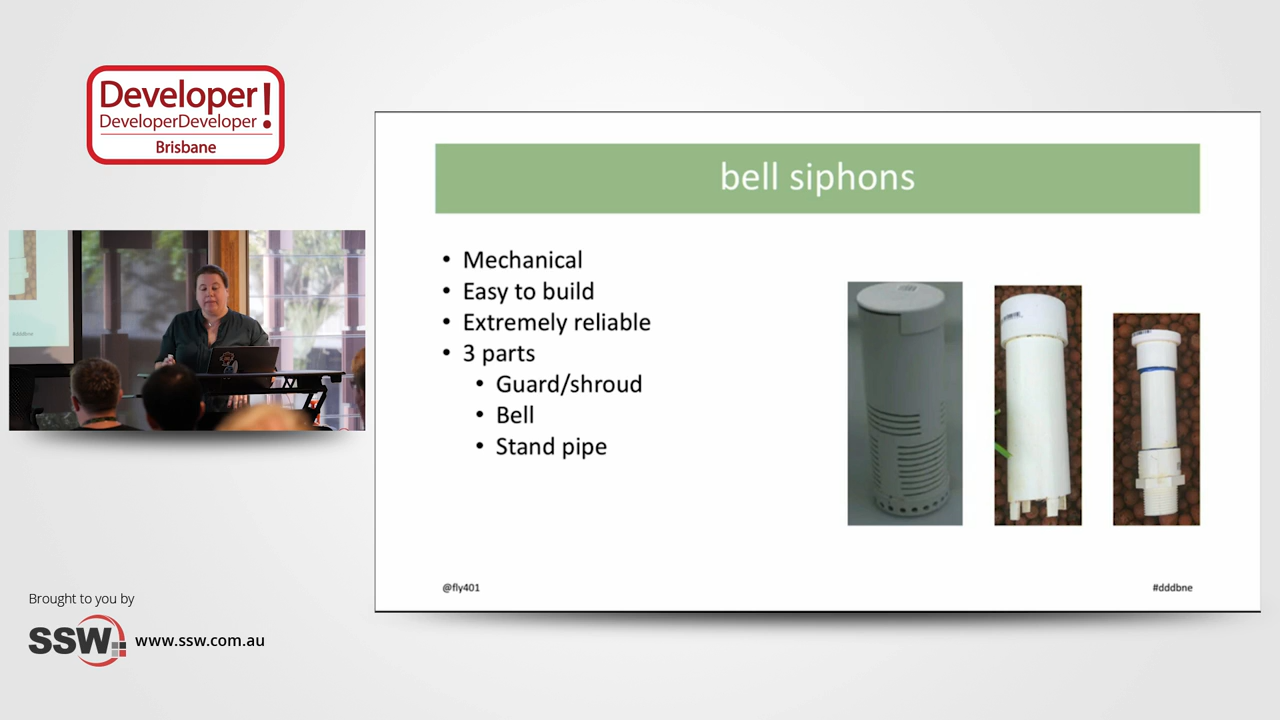 Developer!
DeveloperDeveloper
Brisbane
bell siphons
• Mechanical
• Easy to build
• Extremely reliable
• 3 parts
• Guard/shroud
• Bell
• Stand pipe
@fly401
#dddbne
#dddbne
Brought to you by
SSW
www.ssw.com.au